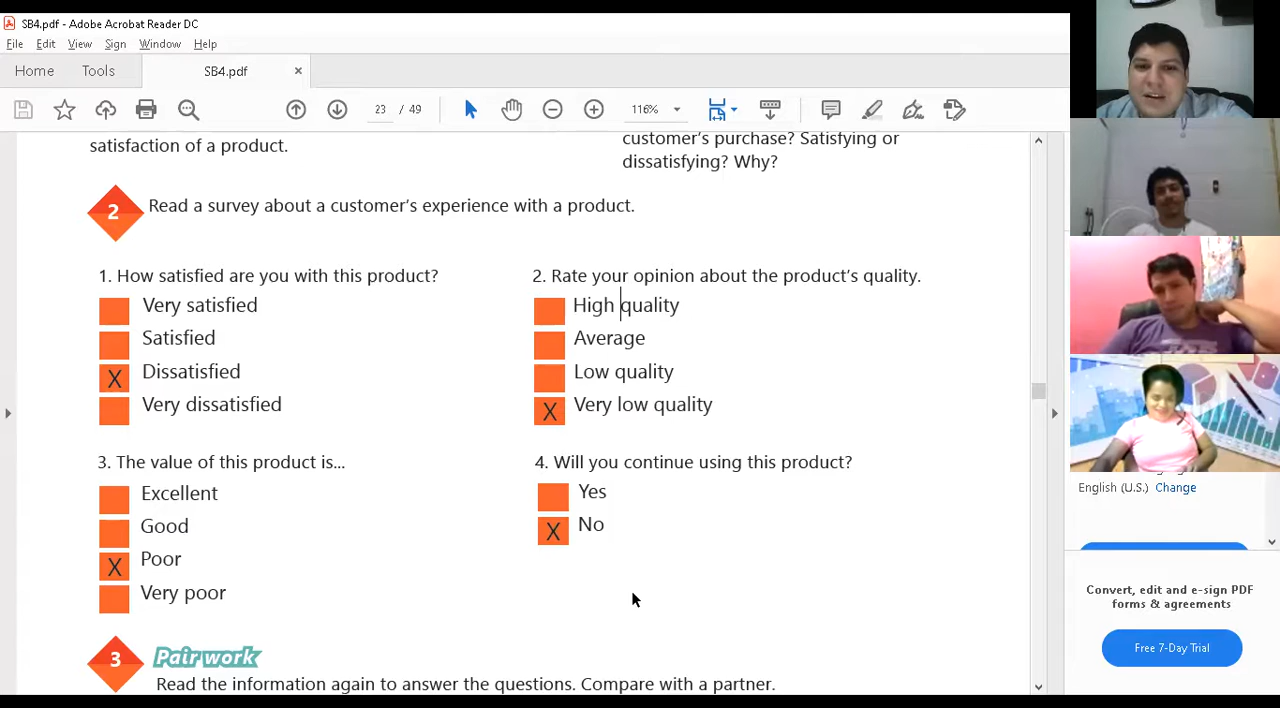 SB4.pdf - Adobe Acrobat Reader DC
File Edit View Sign Window Help
Home Tools SB4.pdf ×
23 / 49 116%
satisfaction of a product.
customer's purchase? Satisfying or
dissatisfying? Why?
2 Read a survey about a customer's experience with a product.
1. How satisfied are you with this product?
Very satisfied
Satisfied
X Dissatisfied
Very dissatisfied
2. Rate your opinion about the product's quality.
High quality
Average
Low quality
X Very low quality
3. The value of this product is...
Excellent
Good
X Poor
Very poor
4. Will you continue using this product?
Yes
X No
3 Pair work
Read the information again to answer the questions. Compare with a partner.
English (U.S.) Change
Convert, edit and e-sign PDF
forms & agreements
Free 7-Day Trial